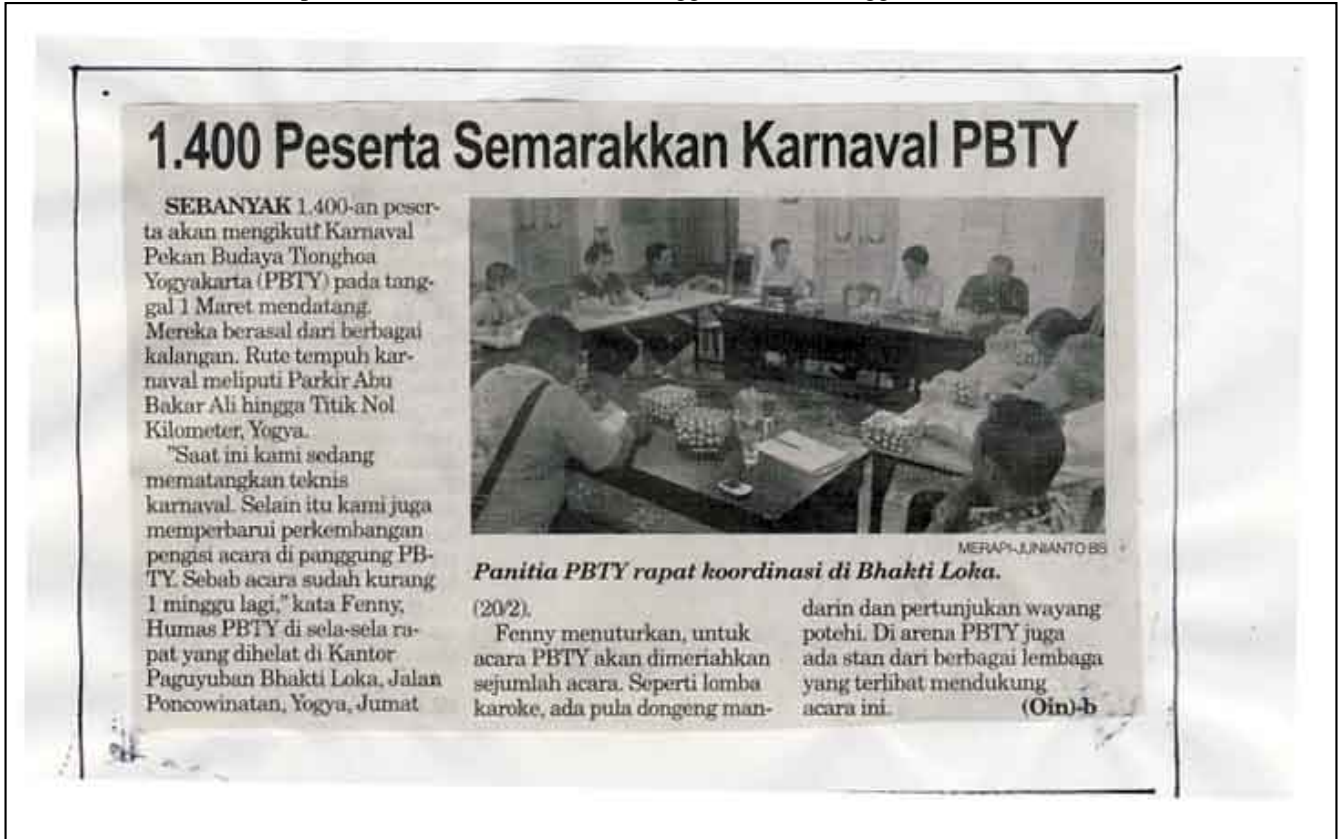 1.400 Peserta Semarakkan Karnaval PBTY
SEBANYAK 1.400-an peser-
ta akan mengikuti Karnaval
Pekan Budaya Tionghoa
Yogyakarta (PBTY) pada tang-
gal 1 Maret mendatang.
Mereka berasal dari berbagai
kalangan. Rute tempuh kar-
naval meliputi Parkir Abu
Bakar Ali hingga Titik Nol
Kilometer, Yogya.
"Saat ini kami sedang
mematangkan teknis
karnaval. Selain itu kami juga
memperbarui perkembangan
pengisi acara di panggung PB-
TY. Sebab acara sudah kurang
1 minggu lagi," kata Fenny,
Humas PBTY di sela-sela ra-
pat yang dihelat di Kantor
Paguyuban Bhakti Loka, Jalan
Poncowinatan, Yogya, Jumat
MERAPI-JUNIANTO BS
Panitia PBTY rapat koordinasi di Bhakti Loka.
(20/2).
Fenny menuturkan, untuk
acara PBTY akan dimeriahkan
sejumlah acara. Seperti lomba
karoke, ada pula dongeng man-
darin dan pertunjukan wayang
potehi. Di arena PBTY juga
ada stan dari berbagai lembaga
yang terlibat mendukung
acara ini. (Oin)-b